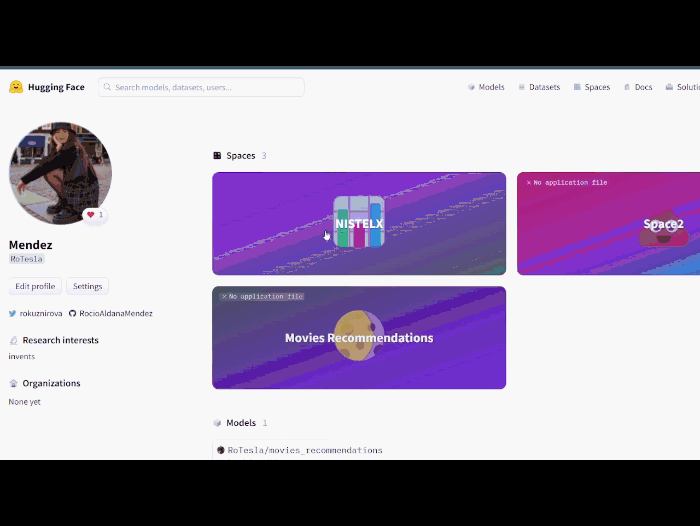 Hugging Face
Search models, datasets, users...
Models
Datasets
Spaces
Docs
Soluti
1
Mendez
RoTesla
Edit profile
Settings
rokuznirova
RocioAldanaMendez
Research interests
invents
Organizations
None yet
Spaces 3
NISTELX
× No application file
Space2
× No application file
Movies Recommendations
Models 1
RoTesla/movies_recommendations